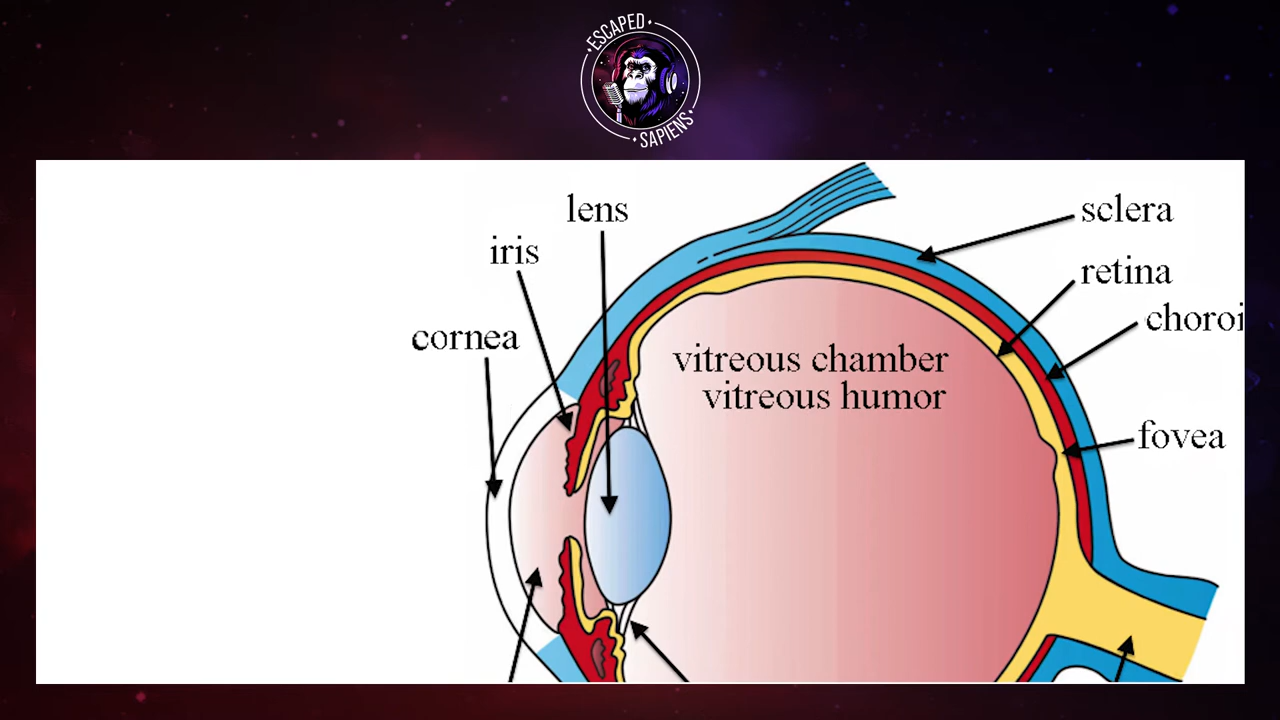 ESCAPED
SAPIENS
lens
sclera
iris
retina
choroi
cornea
vitreous chamber
vitreous humor
fovea